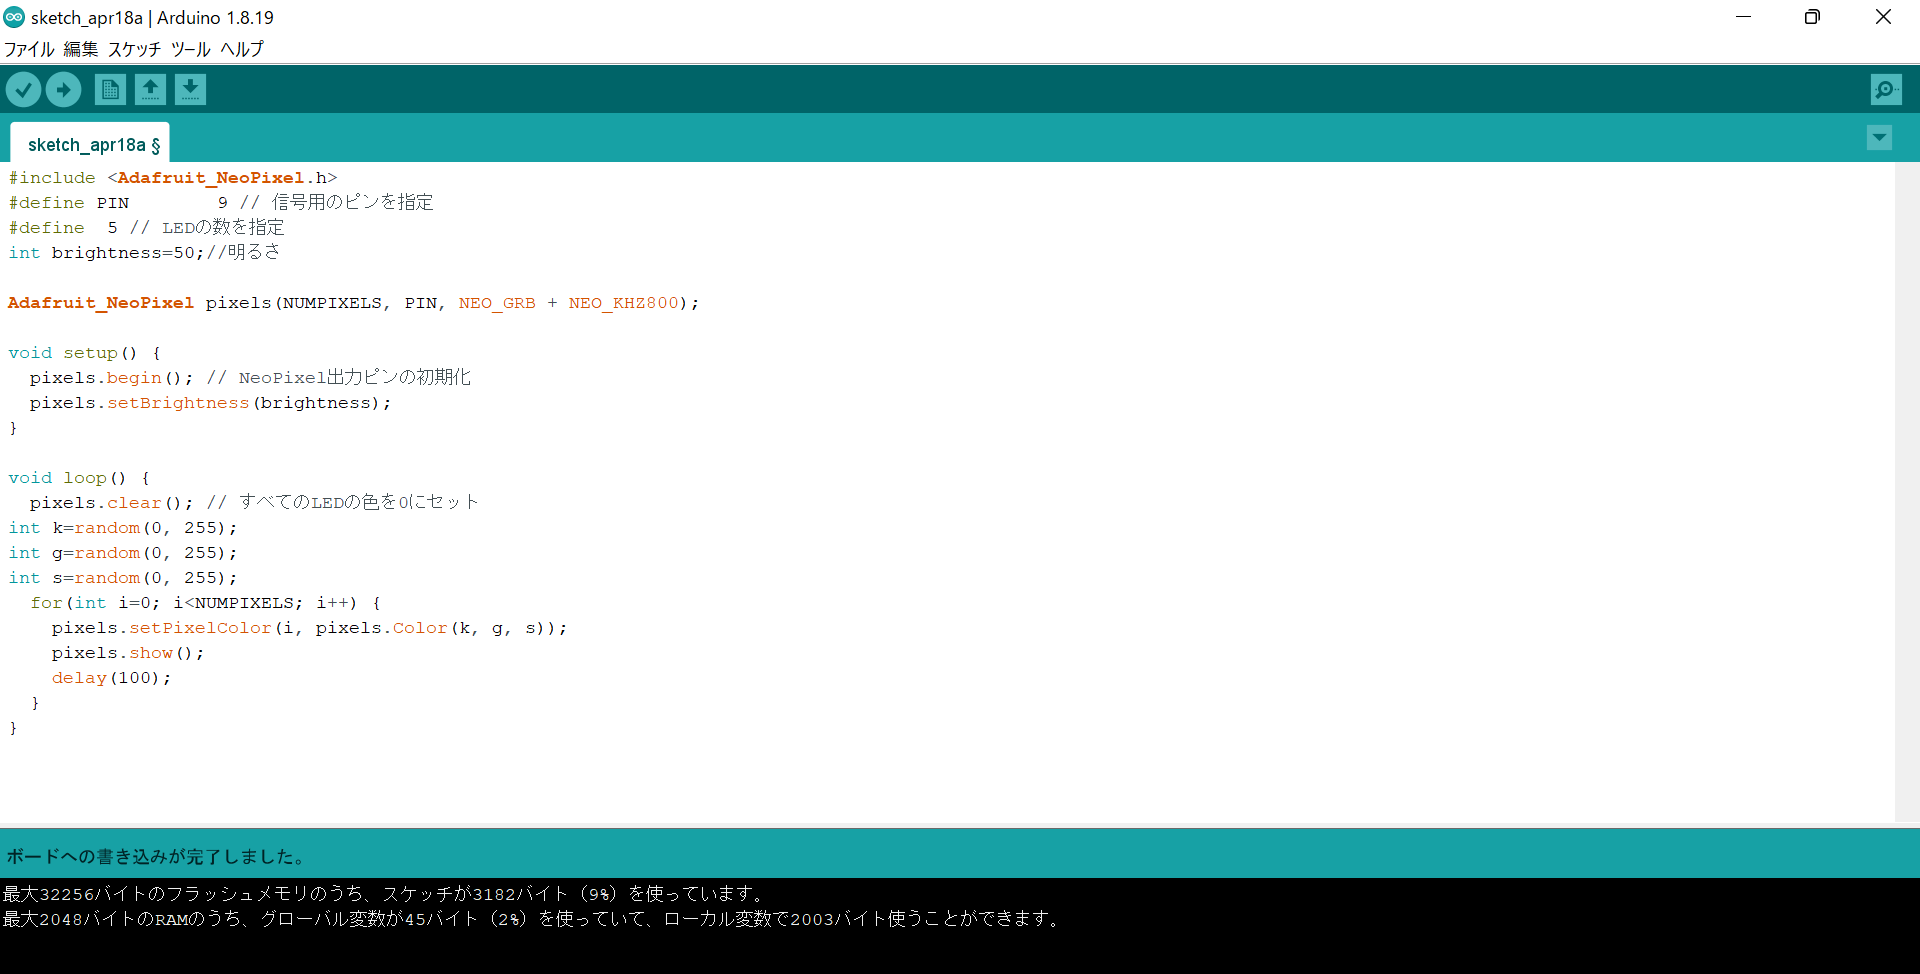 sketch_apr18a | Arduino 1.8.19
ファイル 編集 スケッチ ツール ヘルプ
sketch_apr18a §
#include <Adafruit_NeoPixel.h>
#define PIN        9 // 信号用のピンを指定
#define  5 // LEDの数を指定
int brightness=50;//明るさ
Adafruit_NeoPixel pixels(NUMPIXELS, PIN, NEO_GRB + NEO_KHZ800);
void setup() {
  pixels.begin(); // NeoPixel出力ピンの初期化
  pixels.setBrightness(brightness);
}
void loop() {
  pixels.clear(); // すべてのLEDの色を0にセット
int k=random(0, 255);
int g=random(0, 255);
int s=random(0, 255);
  for(int i=0; i<NUMPIXELS; i++) {
    pixels.setPixelColor(i, pixels.Color(k, g, s));
    pixels.show();
    delay(100);
  }
}
ボードへの書き込みが完了しました。
最大32256バイトのフラッシュメモリのうち、スケッチが3182バイト（9%）を使っています。
最大2048バイトのRAMのうち、グローバル変数が45バイト（2%）を使っていて、ローカル変数で2003バイト使うことができます。